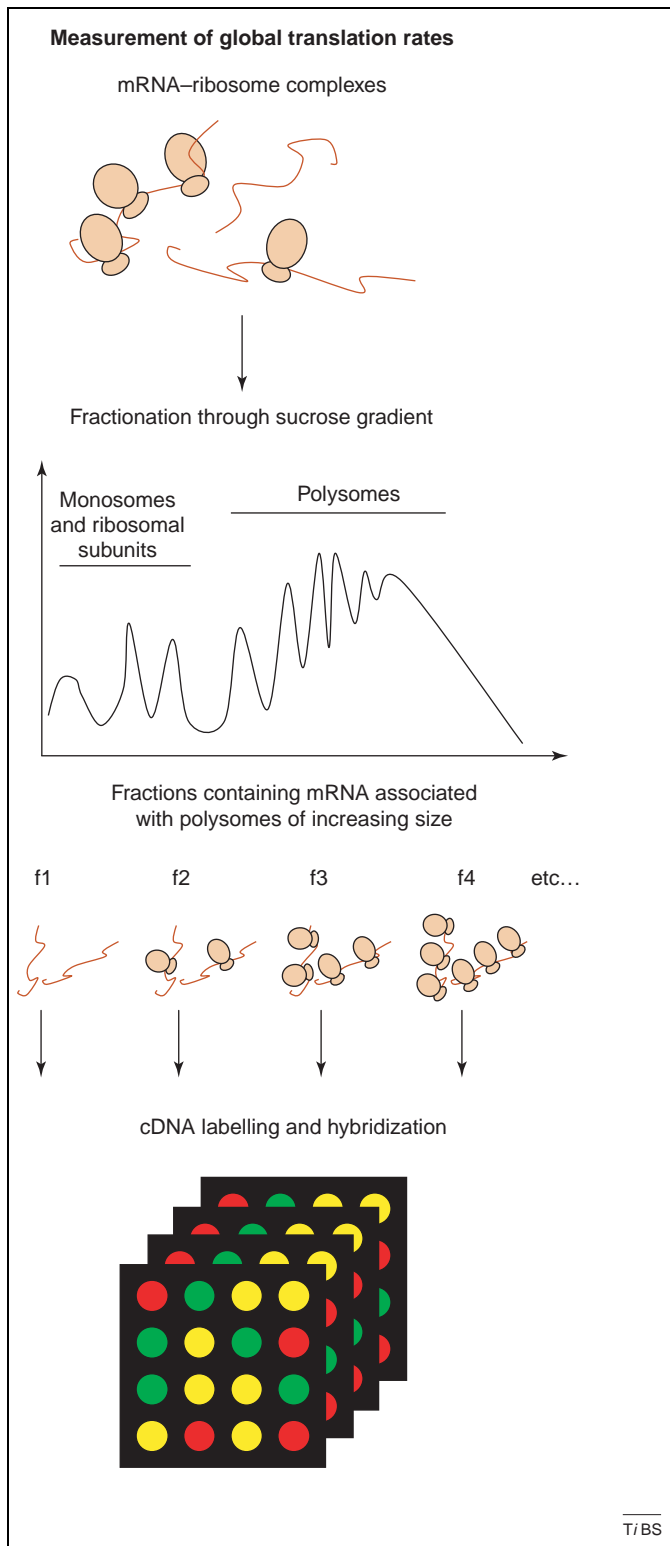 Measurement of global translation rates
mRNA–ribosome complexes
Fractionation through sucrose gradient
Monosomes
and ribosomal
subunits
Polysomes
Fractions containing mRNA associated
with polysomes of increasing size
f1 f2 f3 f4 etc…
cDNA labelling and hybridization
TiBS